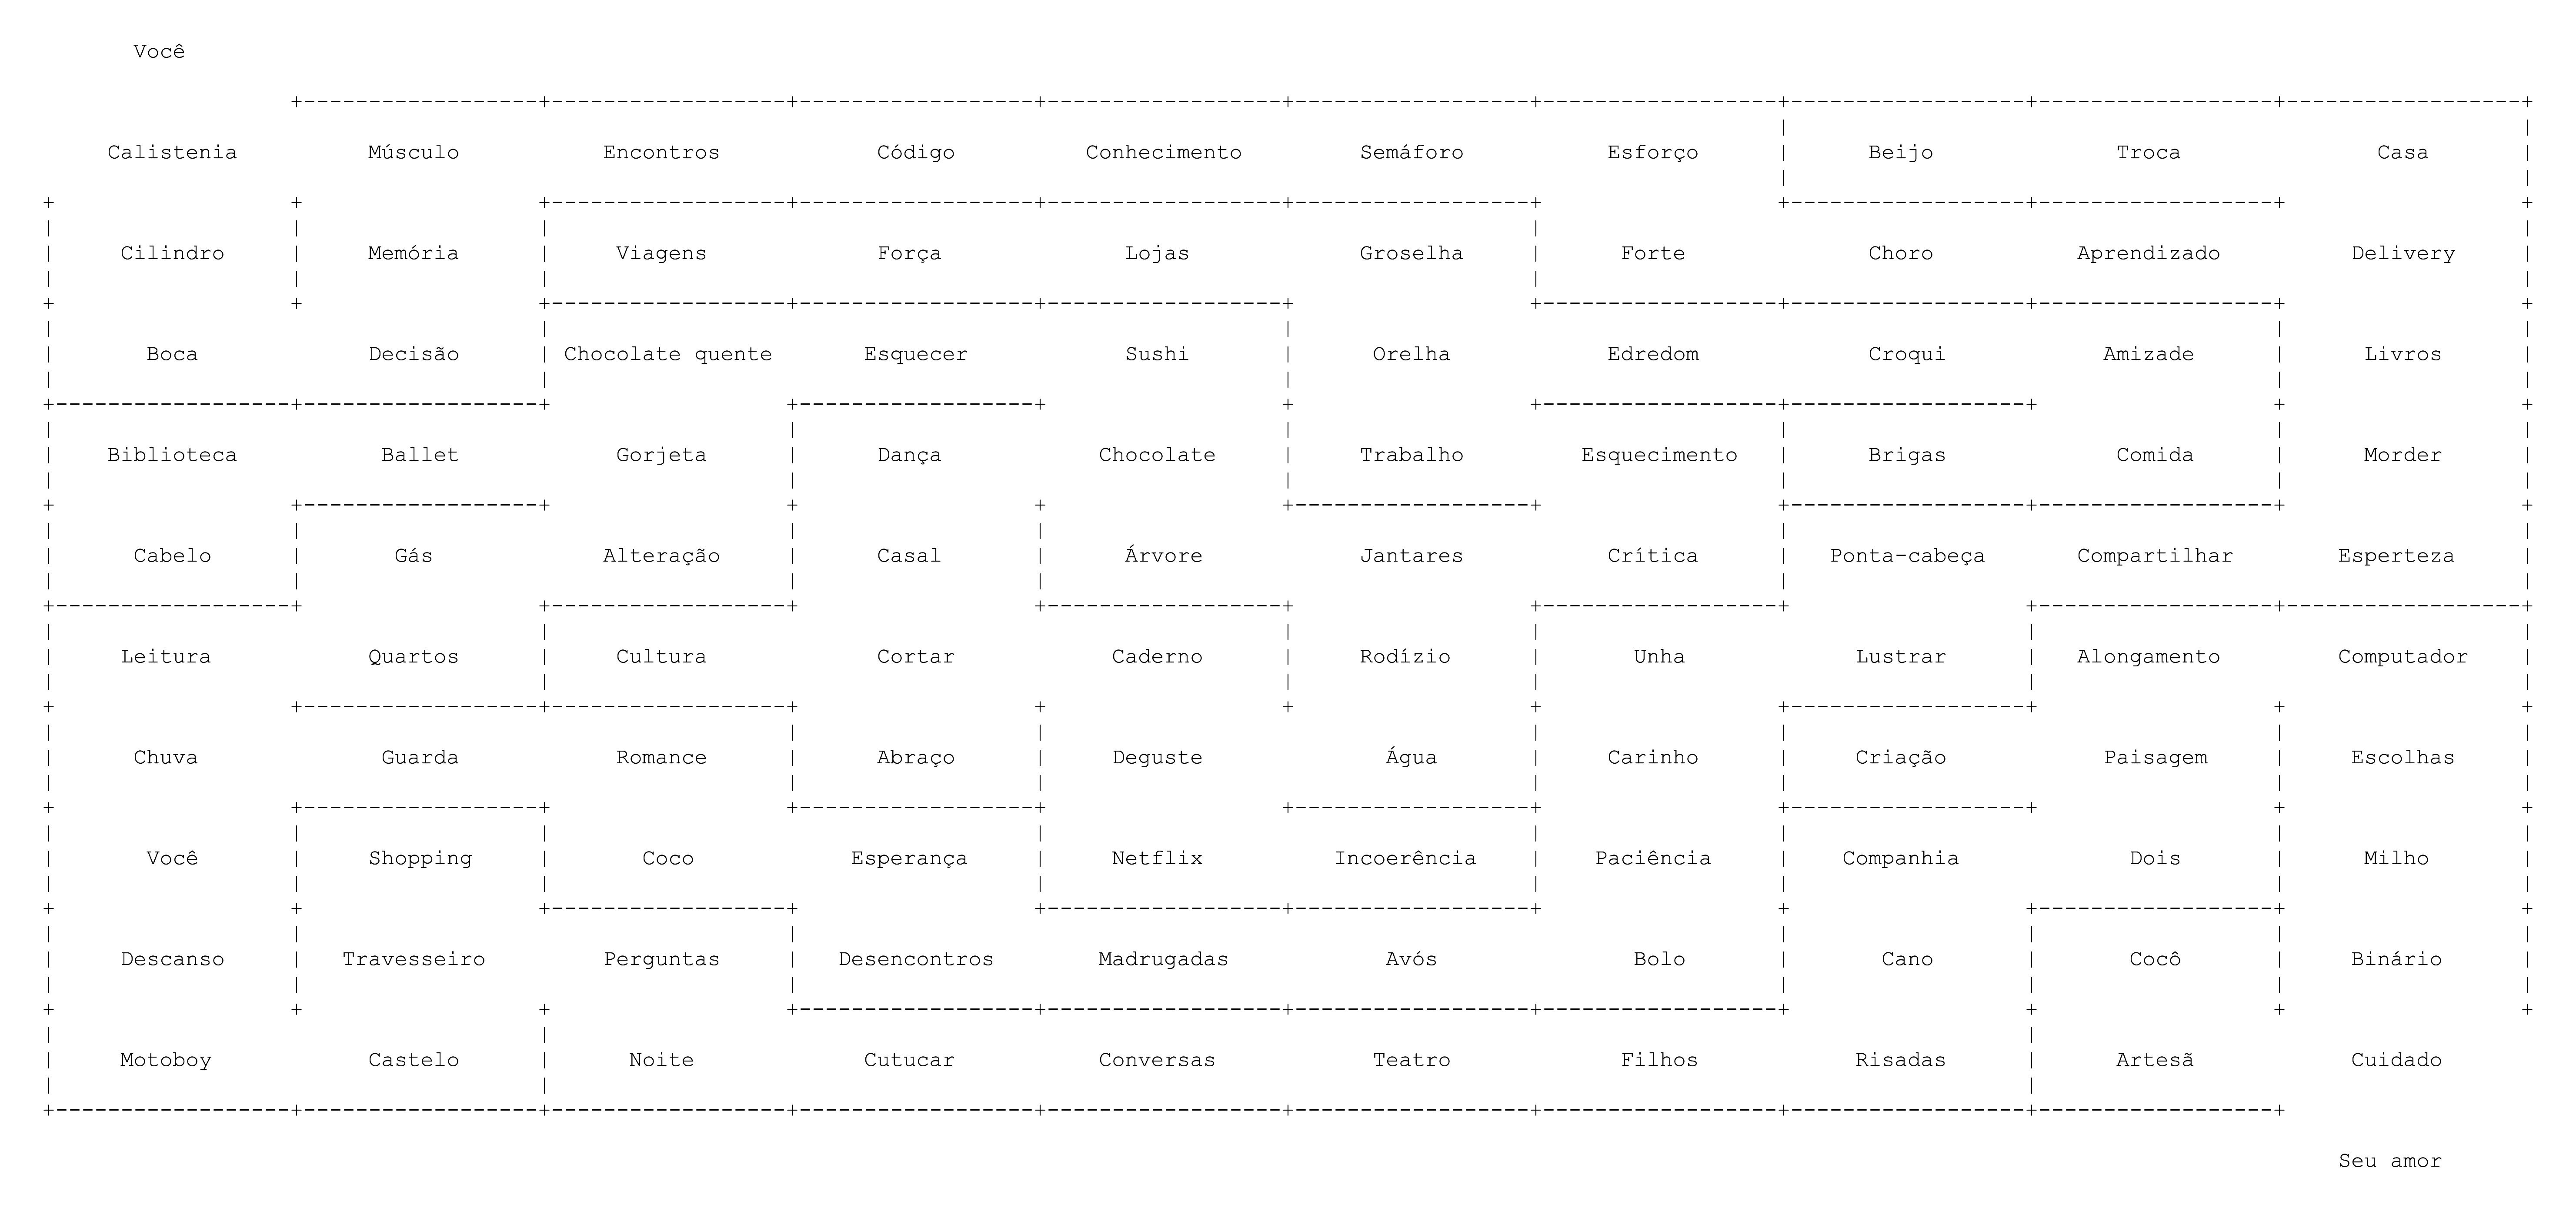 Você
Calistenia Músculo Encontros Código Conhecimento Semáforo Esforço Beijo Troca Casa
Cilindro Memória Viagens Força Lojas Groselha Forte Choro Aprendizado Delivery
Boca Decisão Chocolate quente Esquecer Sushi Orelha Edredom Croqui Amizade Livros
Biblioteca Ballet Gorjeta Dança Chocolate Trabalho Esquecimento Brigas Comida Morder
Cabelo Gás Alteração Casal Árvore Jantares Crítica Ponta-cabeça Compartilhar Esperteza
Leitura Quartos Cultura Cortar Caderno Rodízio Unha Lustrar Alongamento Computador
Chuva Guarda Romance Abraço Deguste Água Carinho Criação Paisagem Escolhas
Você Shopping Coco Esperança Netflix Incoerência Paciência Companhia Dois Milho
Descanso Travesseiro Perguntas Desencontros Madrugadas Avós Bolo Cano Cocô Binário
Motoboy Castelo Noite Cutucar Conversas Teatro Filhos Risadas Artesã Cuidado
Seu amor